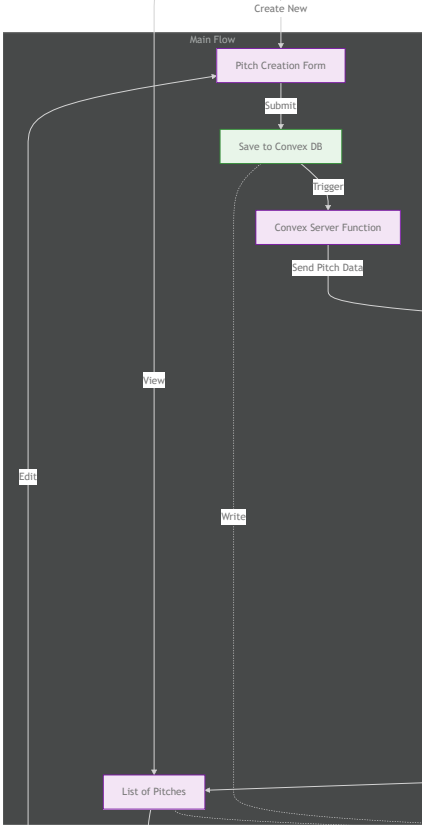 Create New
Main Flow
Pitch Creation Form
Submit
Save to Convex DB
Trigger
Convex Server Function
Send Pitch Data
View
Edit
Write
List of Pitches